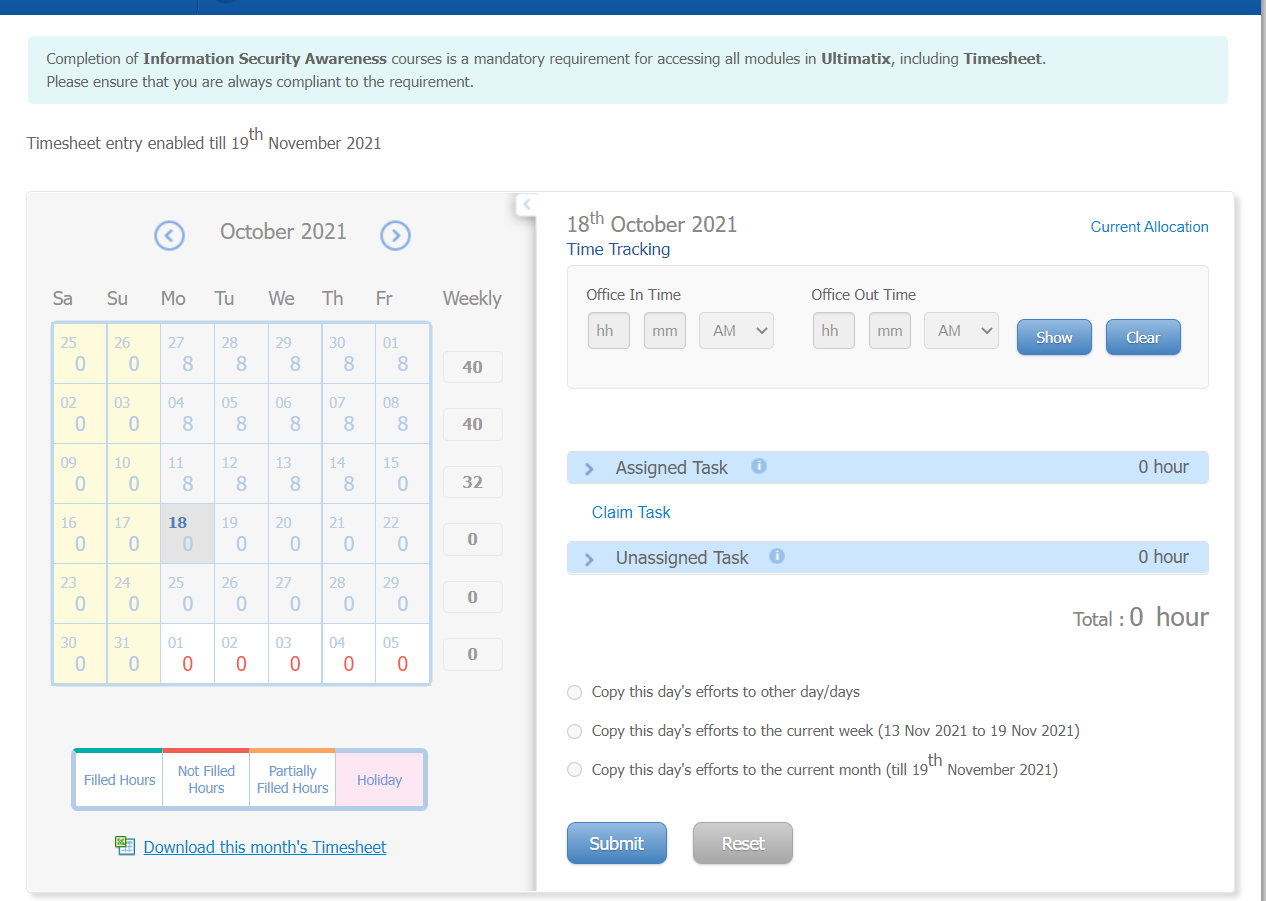 Completion of Information Security Awareness courses is a mandatory requirement for accessing all modules in Ultimatix, including Timesheet.
Please ensure that you are always compliant to the requirement.
Timesheet entry enabled till 19th November 2021
October 2021
Sa Su Mo Tu We Th Fr Weekly
25 26 27 28 29 30 01
0 0 8 8 8 8 8 40
02 03 04 05 06 07 08
0 0 8 8 8 8 8 40
09 10 11 12 13 14 15
0 0 8 8 8 8 0 32
16 17 18 19 20 21 22
0 0 0 0 0 0 0 0
23 24 25 26 27 28 29
0 0 0 0 0 0 0 0
30 31 01 02 03 04 05
0 0 0 0 0 0 0 0
Filled Hours
Not Filled
Hours
Partially
Filled Hours
Holiday
Download this month's Timesheet
18th October 2021
Current Allocation
Time Tracking
Office In Time Office Out Time
hh mm AM hh mm AM Show Clear
Assigned Task 0 hour
Claim Task
Unassigned Task 0 hour
Total : 0 hour
Copy this day's efforts to other day/days
Copy this day's efforts to the current week (13 Nov 2021 to 19 Nov 2021)
Copy this day's efforts to the current month (till 19th November 2021)
Submit Reset